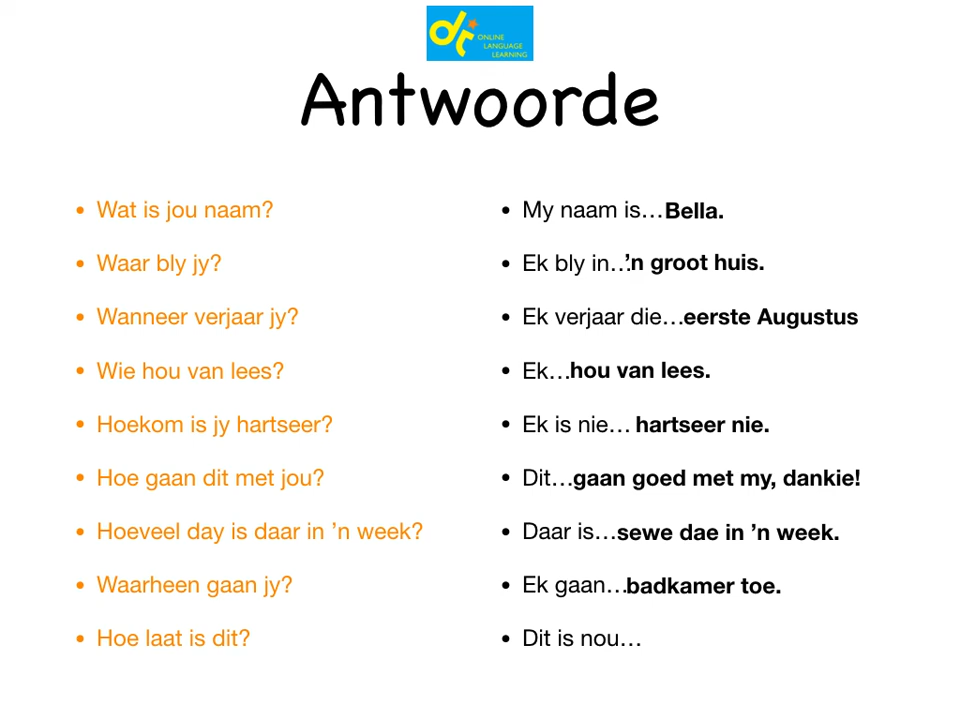 dt ONLINE
LANGUAGE
LEARNING
Antwoorde
• Wat is jou naam?
• My naam is…Bella.
• Waar bly jy?
• Ek bly in…’n groot huis.
• Wanneer verjaar jy?
• Ek verjaar die…eerste Augustus
• Wie hou van lees?
• Ek…hou van lees.
• Hoekom is jy hartseer?
• Ek is nie… hartseer nie.
• Hoe gaan dit met jou?
• Dit…gaan goed met my, dankie!
• Hoeveel day is daar in ’n week?
• Daar is…sewe dae in ’n week.
• Waarheen gaan jy?
• Ek gaan…badkamer toe.
• Hoe laat is dit?
• Dit is nou…